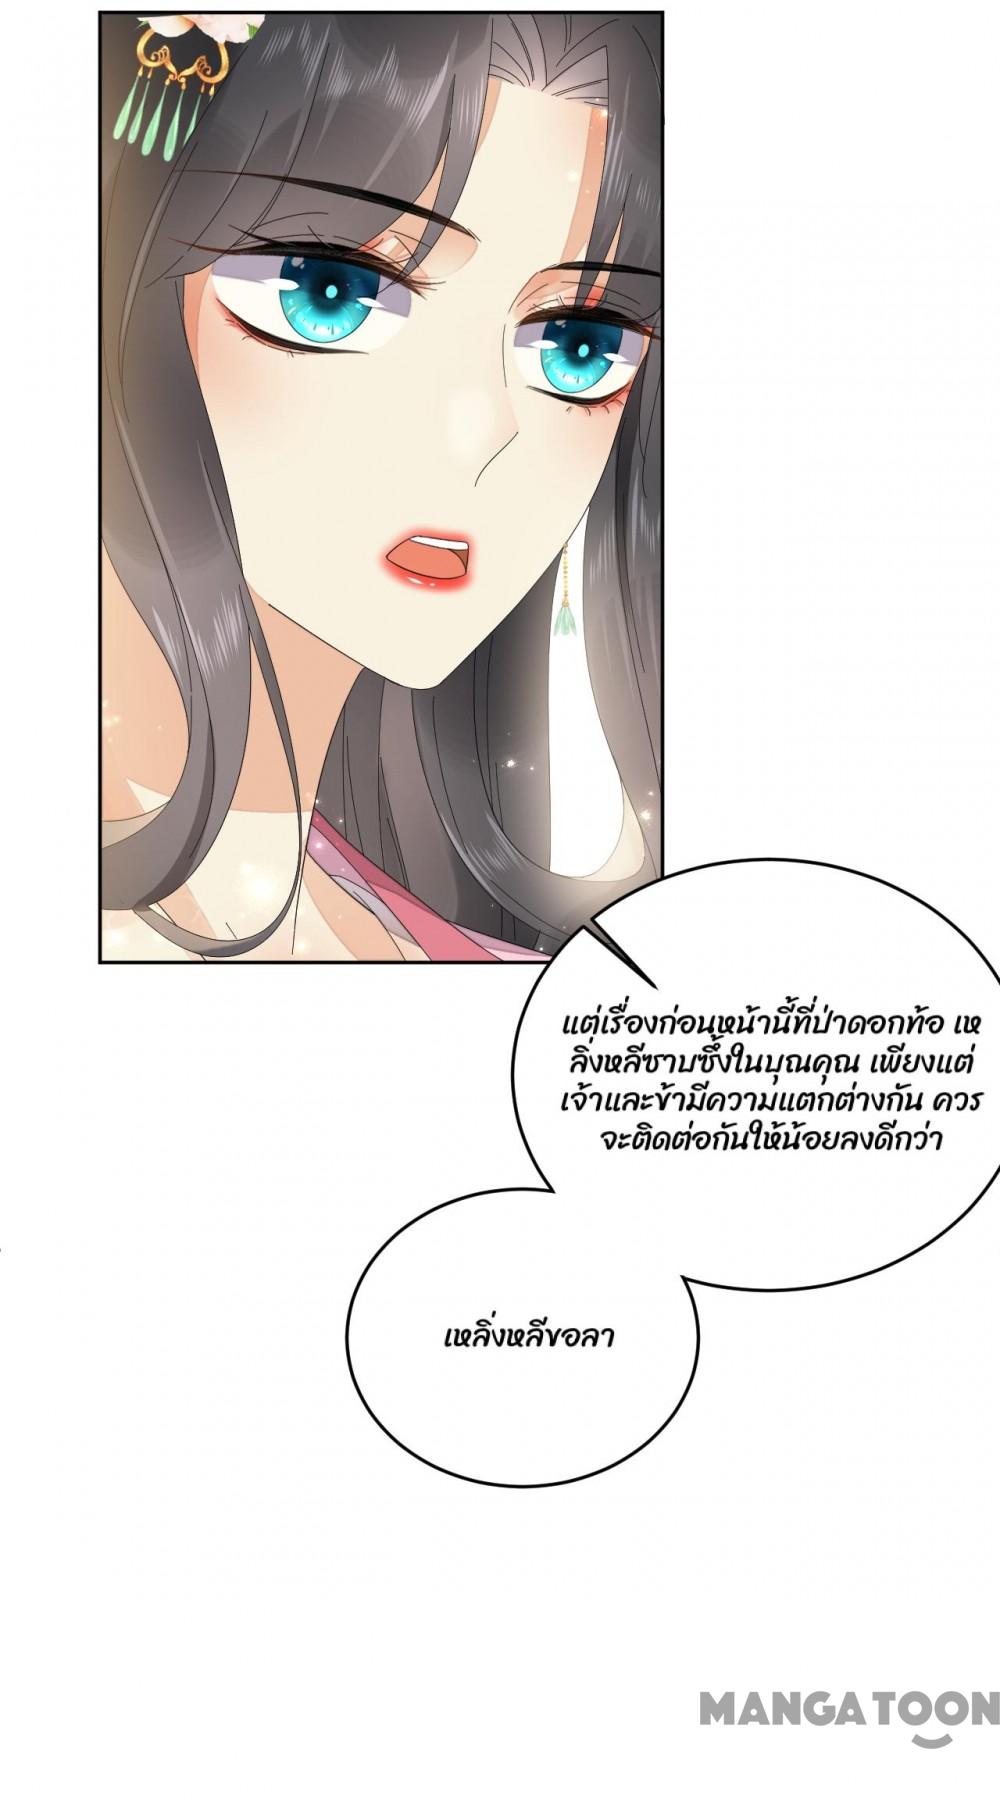 แต่เรื่องก่อนหน้านี้ที่ป่าดอกท้อ เห
ลิ่งหลีซาบซึ้งในบุณคุณ เพียงแต่
เจ้าและข้ามีความแตกต่างกัน ควร
จะติดต่อกันให้น้อยลงดีกว่า
เหลิ่งหลีขอลา
MANGATOON